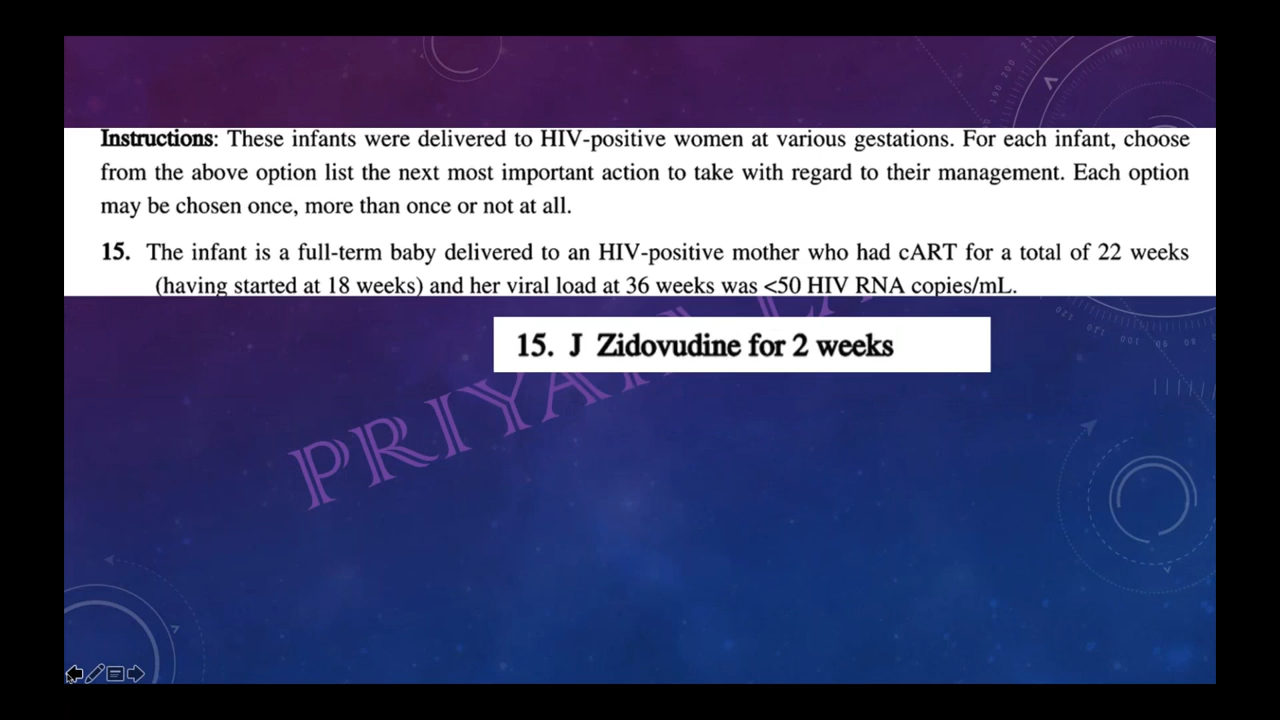 Instructions: These infants were delivered to HIV-positive women at various gestations. For each infant, choose
from the above option list the next most important action to take with regard to their management. Each option
may be chosen once, more than once or not at all.
15. The infant is a full-term baby delivered to an HIV-positive mother who had cART for a total of 22 weeks
(having started at 18 weeks) and her viral load at 36 weeks was <50 HIV RNA copies/mL.
15. J Zidovudine for 2 weeks